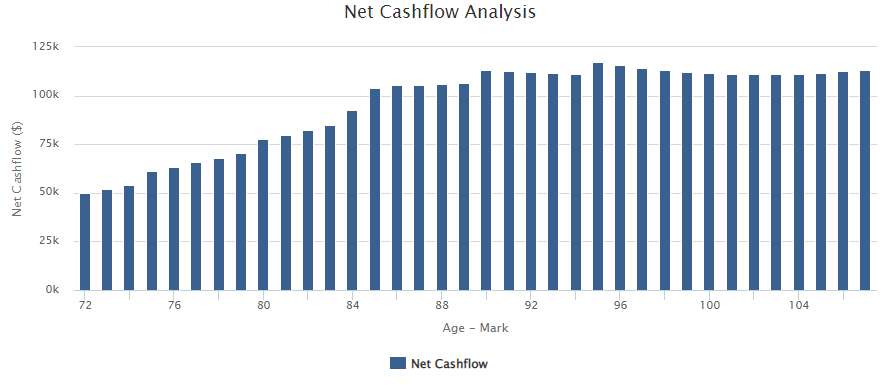 Net Cashflow Analysis
125k
100k
75k
50k
25k
0k
Net Cashflow ($)
72 76 80 84 88 92 96 100 104
Age - Mark
Net Cashflow